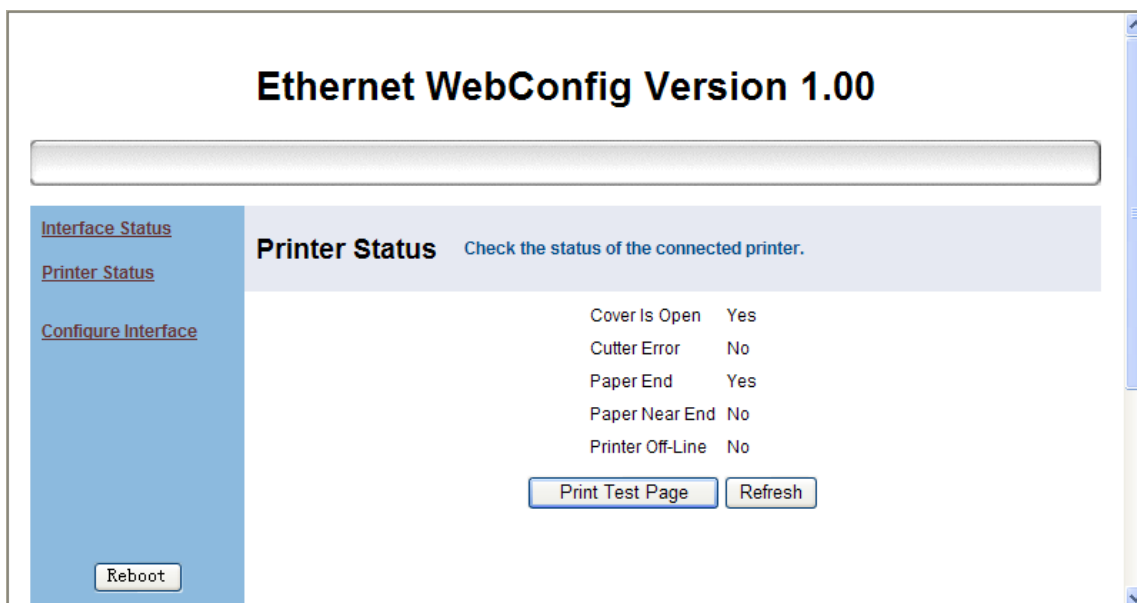 Ethernet WebConfig Version 1.00
Interface Status
Printer Status
Configure Interface
Reboot
Printer Status Check the status of the connected printer.
Cover Is Open Yes
Cutter Error No
Paper End Yes
Paper Near End No
Printer Off-Line No
Print Test Page Refresh